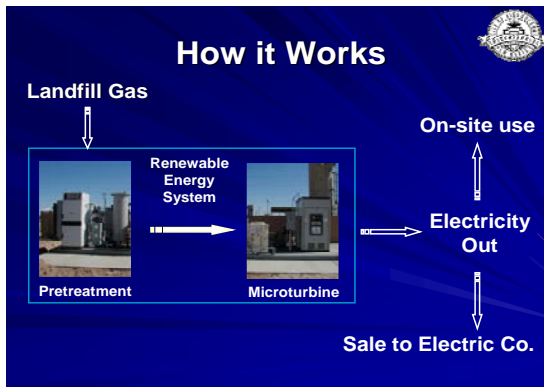 How it Works
Landfill Gas
On-site use
Renewable
Energy
System
Electricity
Out
Pretreatment
Microturbine
Sale to Electric Co.